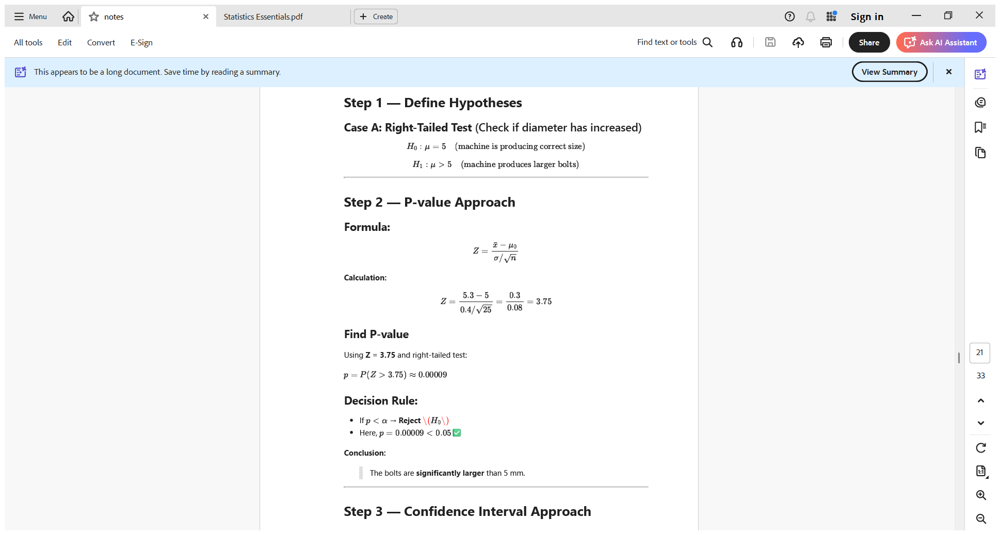 Menu
notes
Statistics Essentials.pdf
Create
Sign in
All tools
Edit
Convert
E-Sign
Find text or tools
Share
Ask AI Assistant
This appears to be a long document. Save time by reading a summary.
View Summary
Step 1 — Define Hypotheses
Case A: Right-Tailed Test (Check if diameter has increased)
H₀ : μ = 5 (machine is producing correct size)
H₁ : μ > 5 (machine produces larger bolts)
Step 2 — P-value Approach
Formula:
Z = (x̄ − μ₀) / (σ/√n)
Calculation:
Z = (5.3 − 5) / (0.4/√25) = 0.3 / 0.08 = 3.75
Find P-value
Using Z = 3.75 and right-tailed test:
p = P(Z > 3.75) ≈ 0.00009
Decision Rule:
• If p < α → Reject \(H₀\)
• Here, p = 0.00009 < 0.05 ✅
Conclusion:
The bolts are significantly larger than 5 mm.
Step 3 — Confidence Interval Approach
21
33
1:1